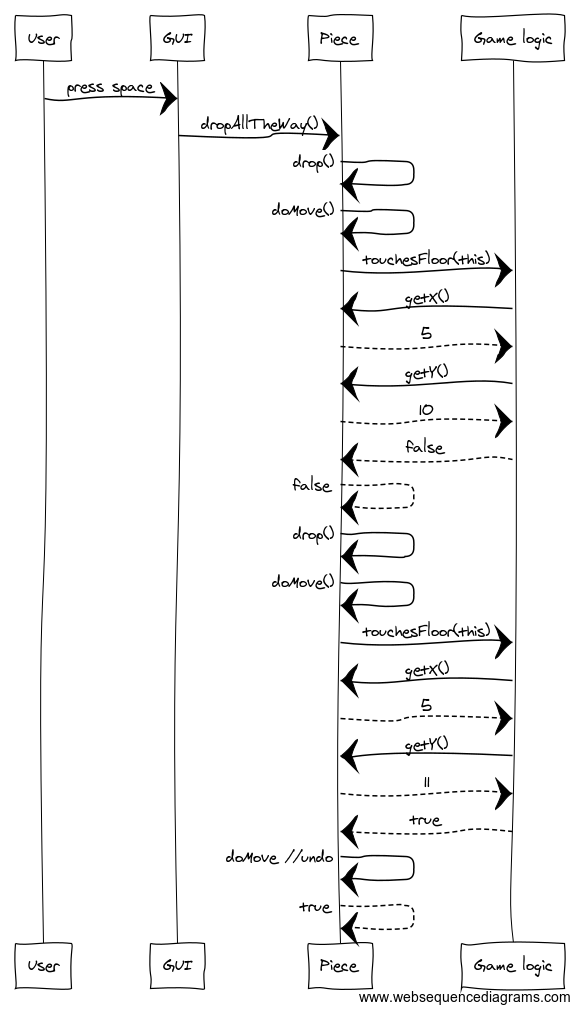 User
GUI
Piece
Game logic
press space
dropAllTheWay()
drop()
doMove()
touchesFloor(this)
getX()
5
getY()
10
false
false
drop()
doMove()
touchesFloor(this)
getX()
5
getY()
11
true
doMove //undo
true
User
GUI
Piece
Game logic
www.websequencediagrams.com